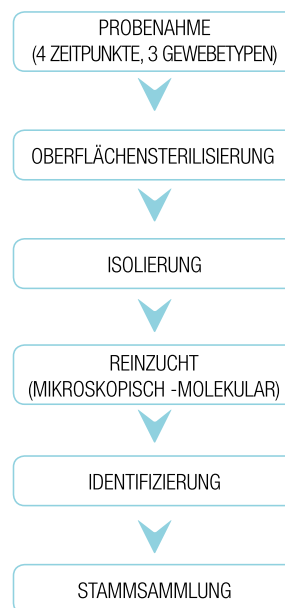 PROBENAHME
(4 ZEITPUNKTE, 3 GEWEBETYPEN)
OBERFLÄCHENSTERILISIERUNG
ISOLIERUNG
REINZUCHT
(MIKROSKOPISCH -MOLEKULAR)
IDENTIFIZIERUNG
STAMMSAMMLUNG